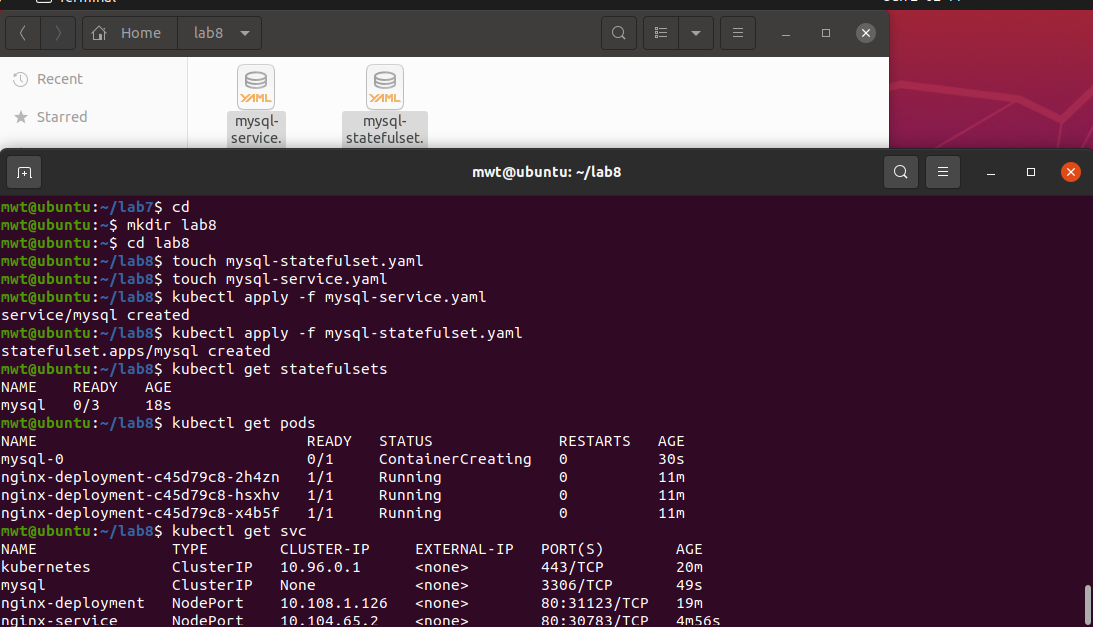 Terminal
Home
lab8
Recent
Starred
YAML
YAML
mysql-
service.
mysql-
statefulset.
mwt@ubuntu: ~/lab8
mwt@ubuntu:~/lab7$ cd
mwt@ubuntu:~$ mkdir lab8
mwt@ubuntu:~$ cd lab8
mwt@ubuntu:~/lab8$ touch mysql-statefulset.yaml
mwt@ubuntu:~/lab8$ touch mysql-service.yaml
mwt@ubuntu:~/lab8$ kubectl apply -f mysql-service.yaml
service/mysql created
mwt@ubuntu:~/lab8$ kubectl apply -f mysql-statefulset.yaml
statefulset.apps/mysql created
mwt@ubuntu:~/lab8$ kubectl get statefulsets
NAME    READY   AGE
mysql   0/3     18s
mwt@ubuntu:~/lab8$ kubectl get pods
NAME                              READY   STATUS              RESTARTS   AGE
mysql-0                           0/1     ContainerCreating   0          30s
nginx-deployment-c45d79c8-2h4zn   1/1     Running             0          11m
nginx-deployment-c45d79c8-hsxhv   1/1     Running             0          11m
nginx-deployment-c45d79c8-x4b5f   1/1     Running             0          11m
mwt@ubuntu:~/lab8$ kubectl get svc
NAME               TYPE        CLUSTER-IP     EXTERNAL-IP   PORT(S)        AGE
kubernetes         ClusterIP   10.96.0.1      <none>        443/TCP        20m
mysql              ClusterIP   None           <none>        3306/TCP       49s
nginx-deployment   NodePort    10.108.1.126   <none>        80:31123/TCP   19m
nginx-service      NodePort    10.104.65.2    <none>        80:30783/TCP   4m56s